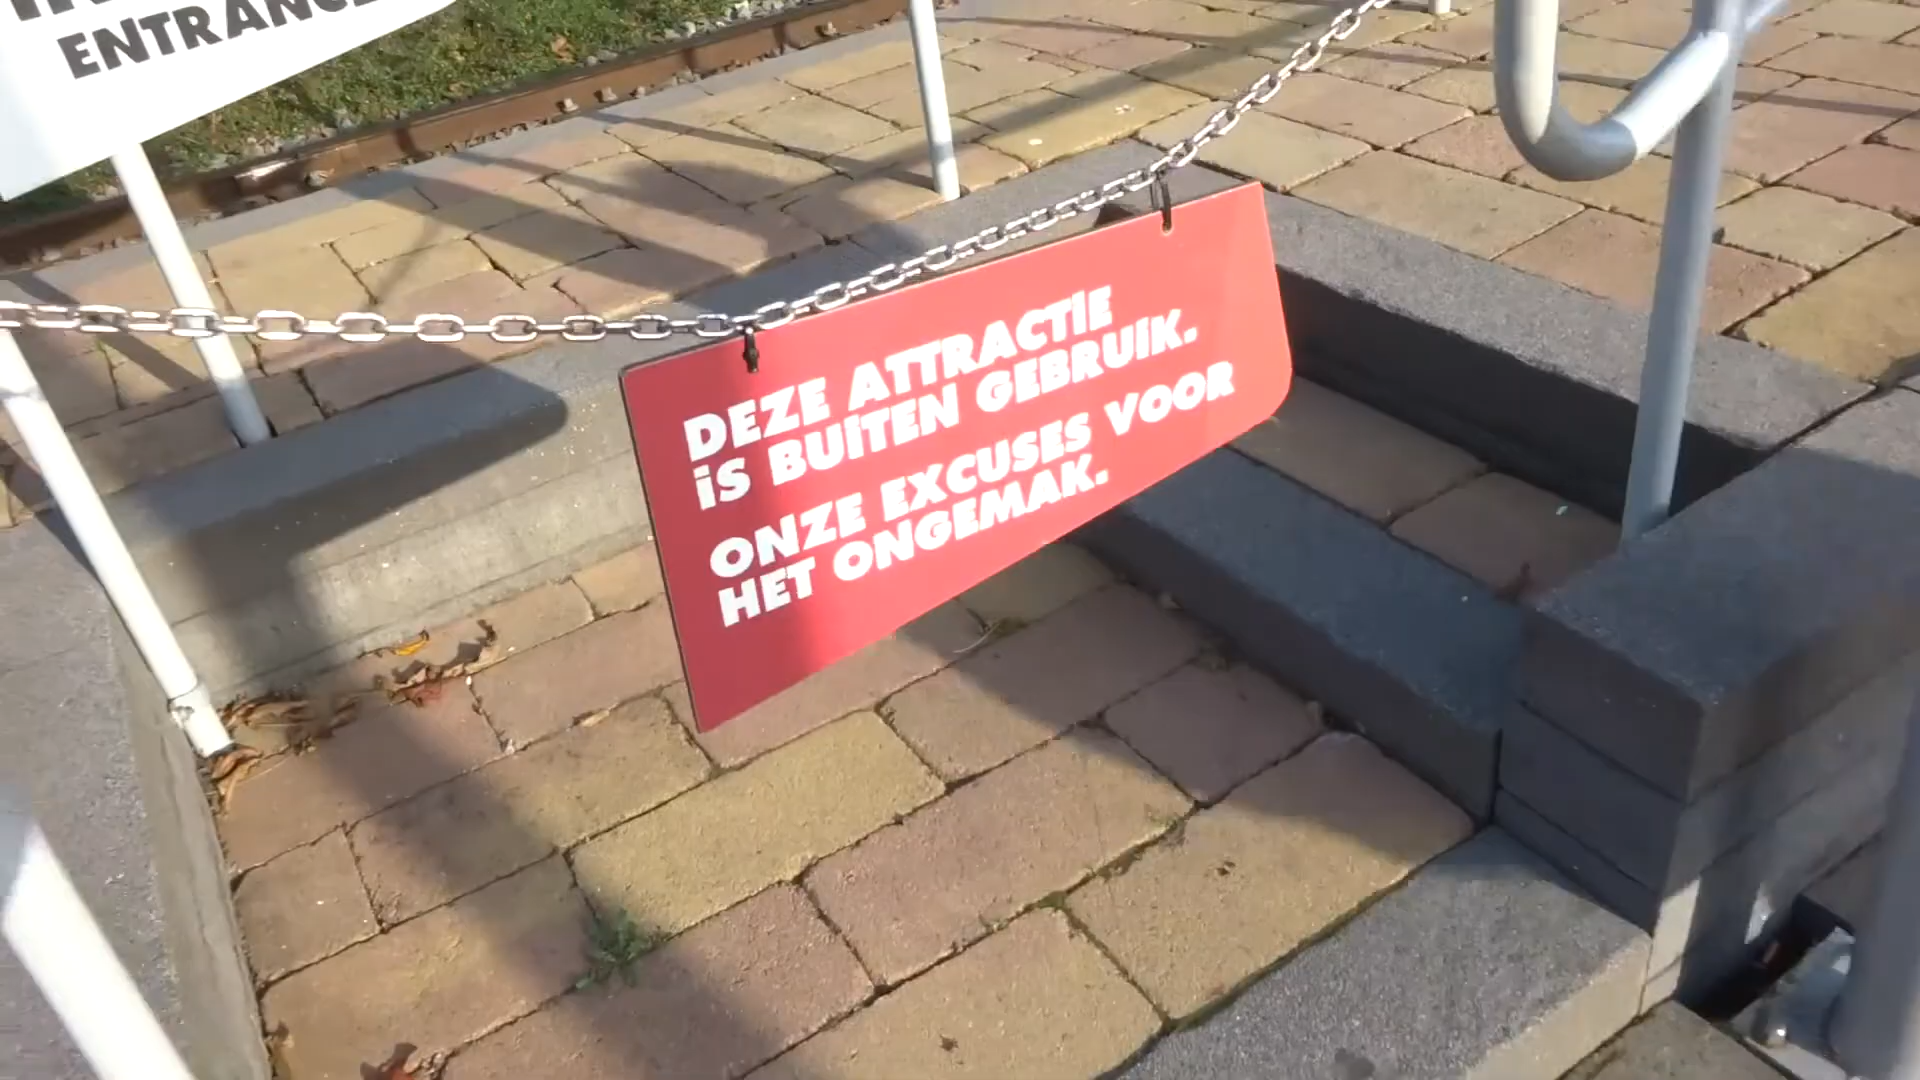 ENTRANCE
DEZE ATTRACTIE
IS BUITEN GEBRUIK.
ONZE EXCUSES VOOR
HET ONGEMAK.